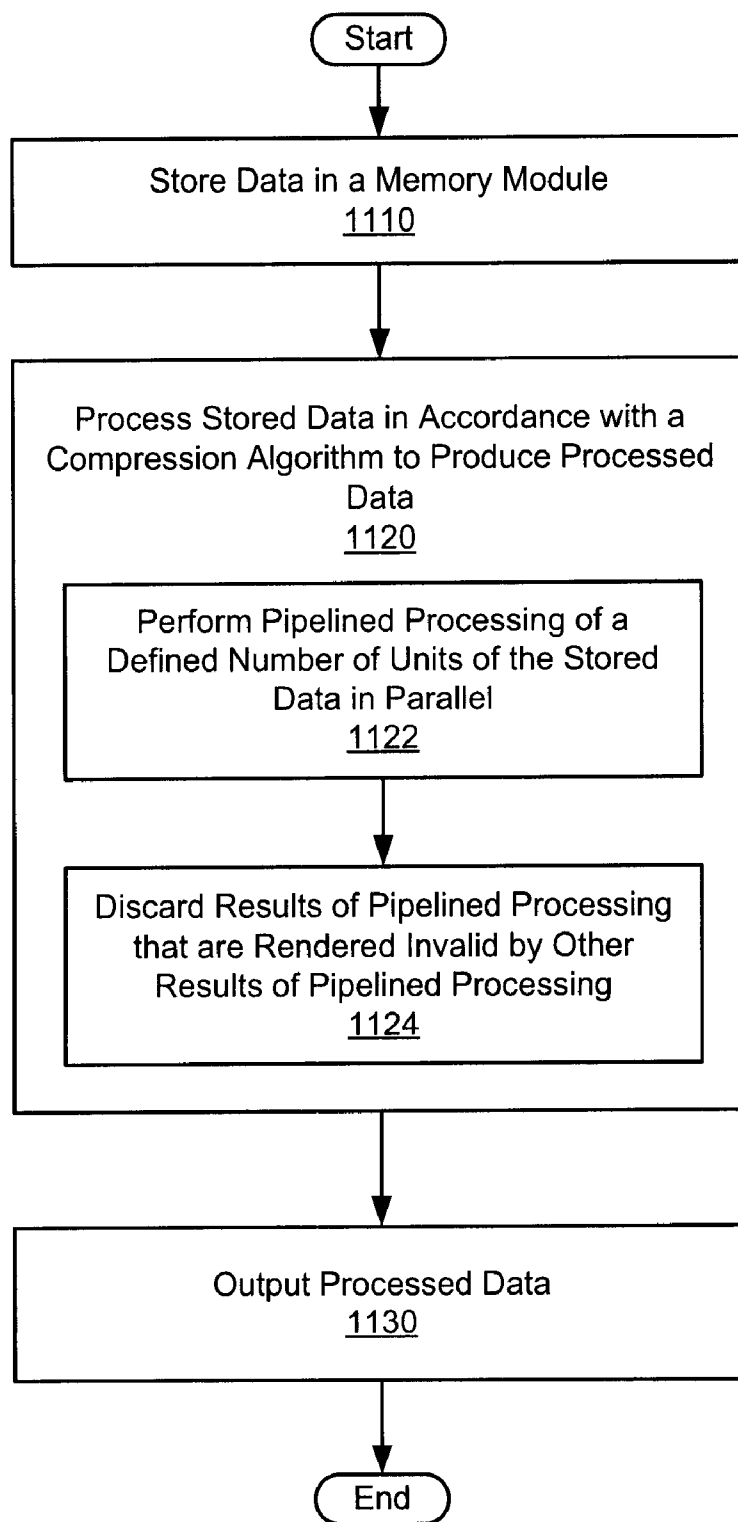 Start
Store Data in a Memory Module
1110
Process Stored Data in Accordance with a
Compression Algorithm to Produce Processed
Data
1120
Perform Pipelined Processing of a
Defined Number of Units of the Stored
Data in Parallel
1122
Discard Results of Pipelined Processing
that are Rendered Invalid by Other
Results of Pipelined Processing
1124
Output Processed Data
1130
End